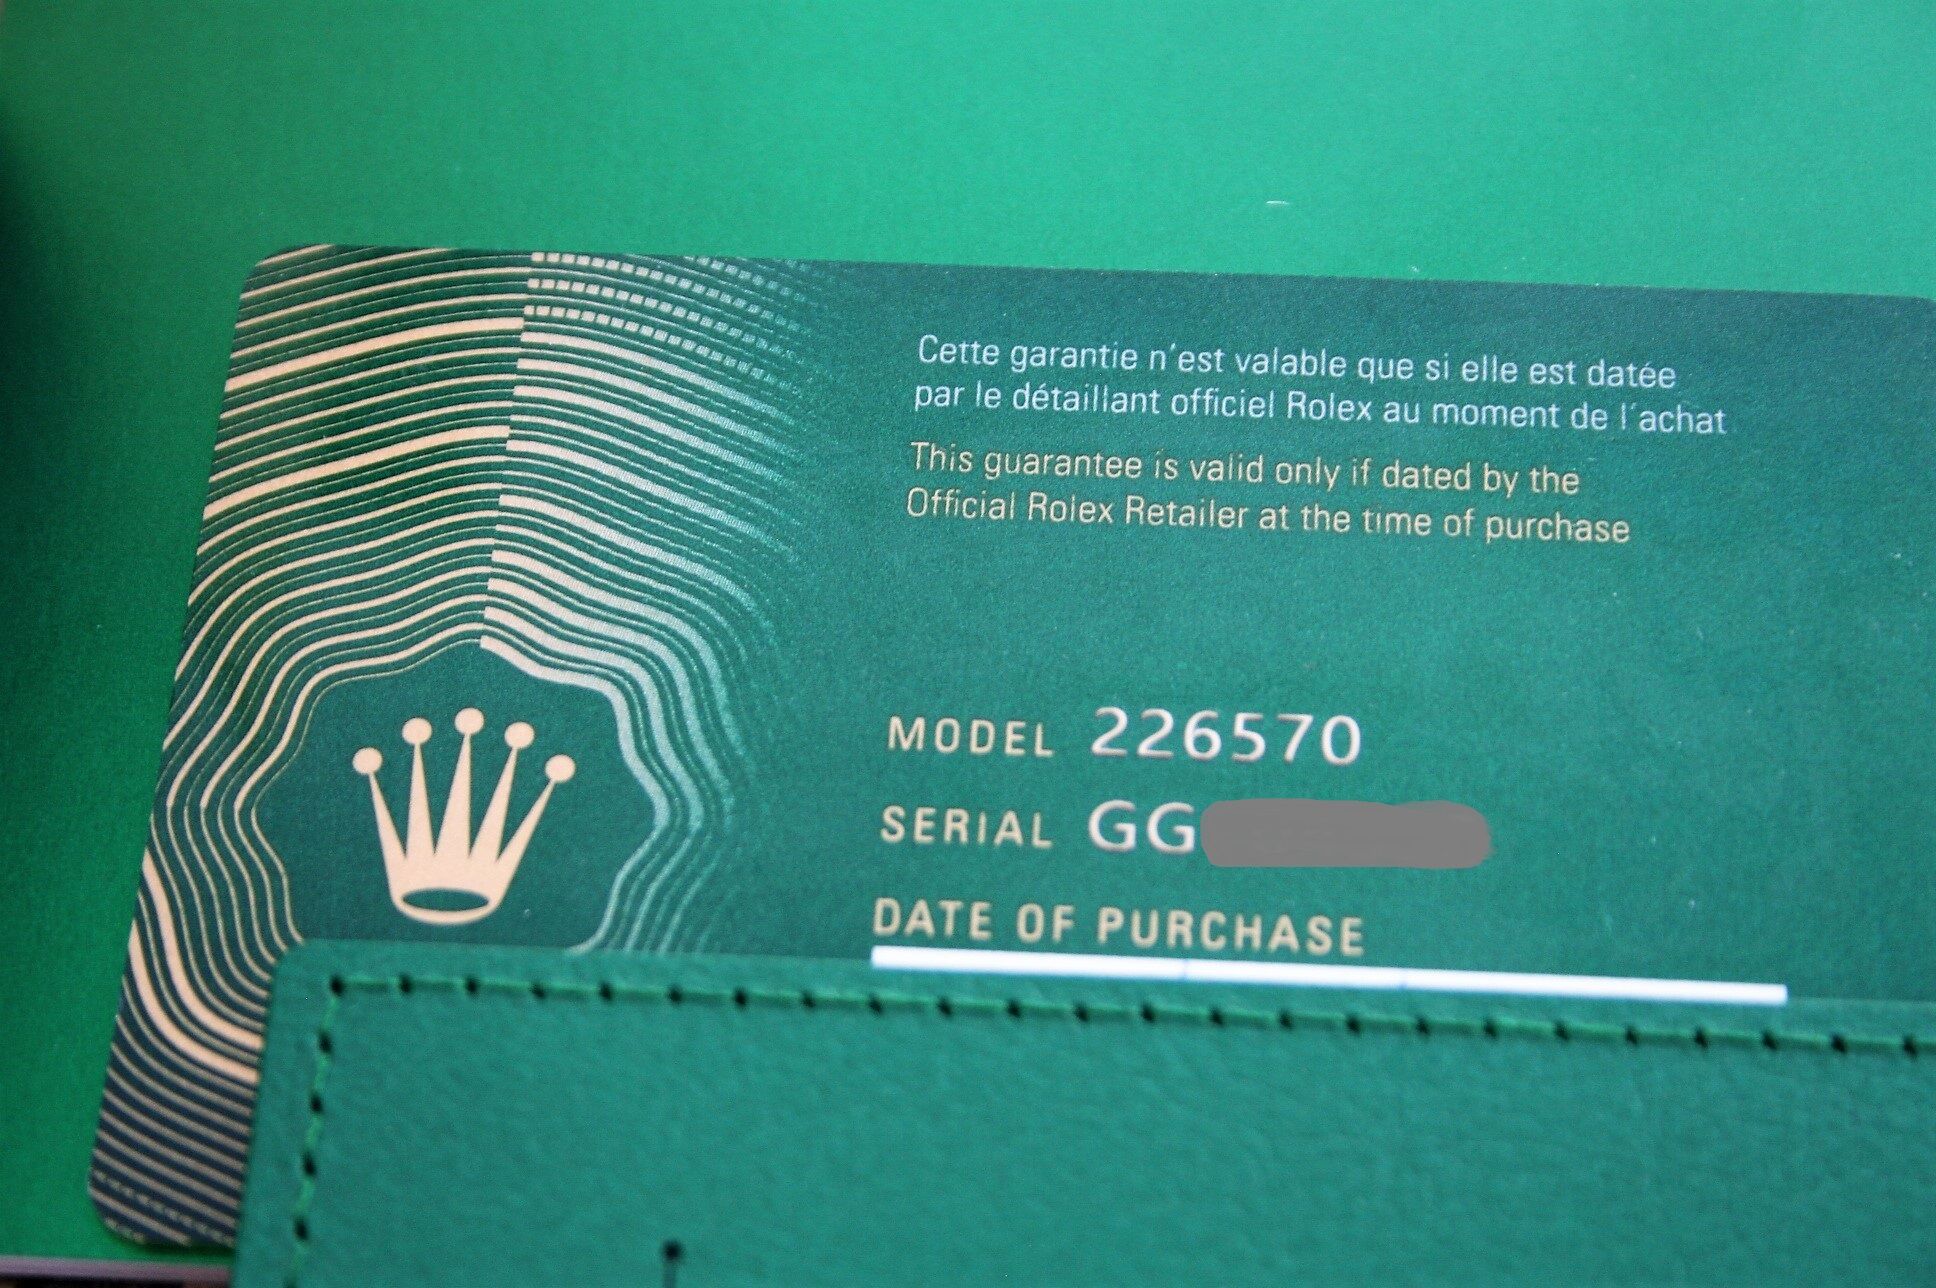 Cette garantie n'est valable que si elle est datée
par le détaillant officiel Rolex au moment de l'achat
This guarantee is valid only if dated by the
Official Rolex Retailer at the time of purchase
MODEL 226570
SERIAL GG
DATE OF PURCHASE